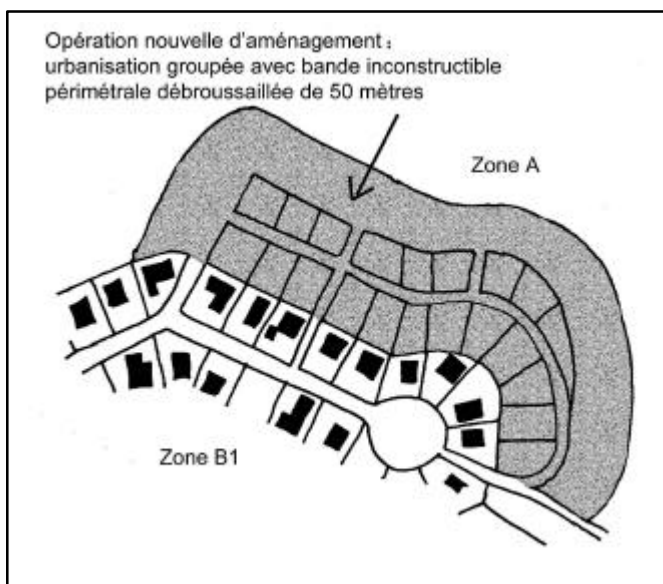 Opération nouvelle d'aménagement :
urbanisation groupée avec bande inconstructible
périmétrale débroussaillée de 50 mètres
Zone A
Zone B1